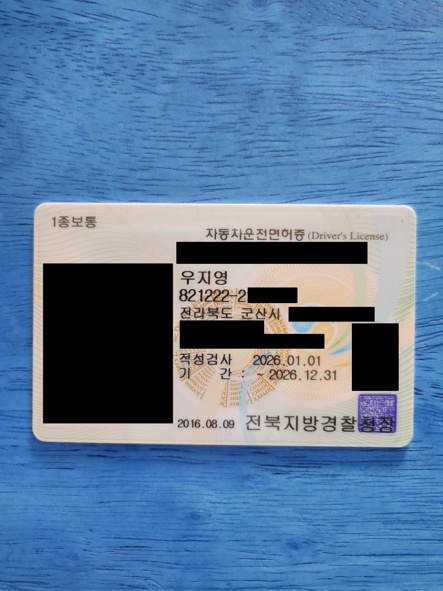 1종보통
자동차운전면허증 (Driver's License)
우지영
821222-2
전라북도 군산시
적성검사 2026.01.01
기 간 : ~ 2026.12.31
2016.08.09 전북지방경찰청장